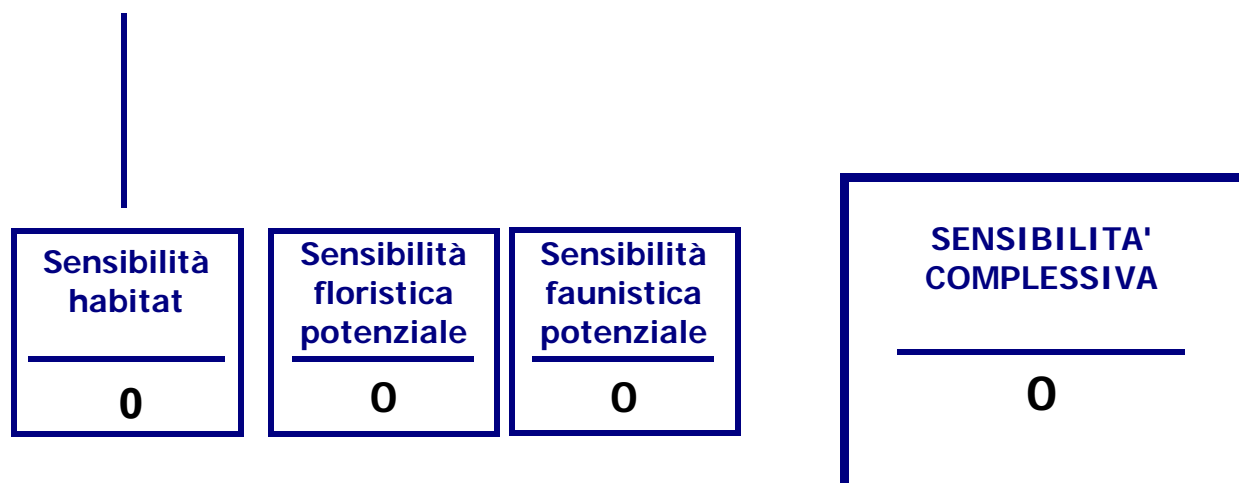 Sensibilità
habitat
0
Sensibilità
floristica
potenziale
0
Sensibilità
faunistica
potenziale
0
SENSIBILITA'
COMPLESSIVA
0